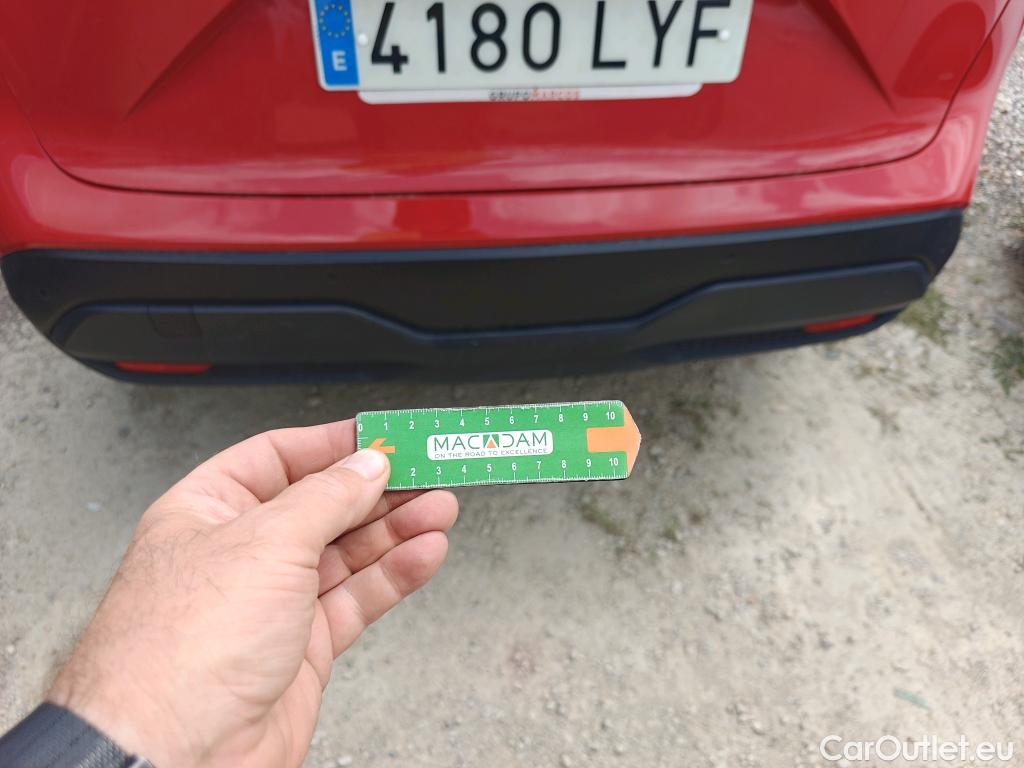 E
4180 LYF
GRUPOMARCOS
0 1 2 3 4 5 6 7 8 9 10
MACADAM
ON THE ROAD TO EXCELLENCE
2 3 4 5 6 7 8 9 10
CarOutlet.eu